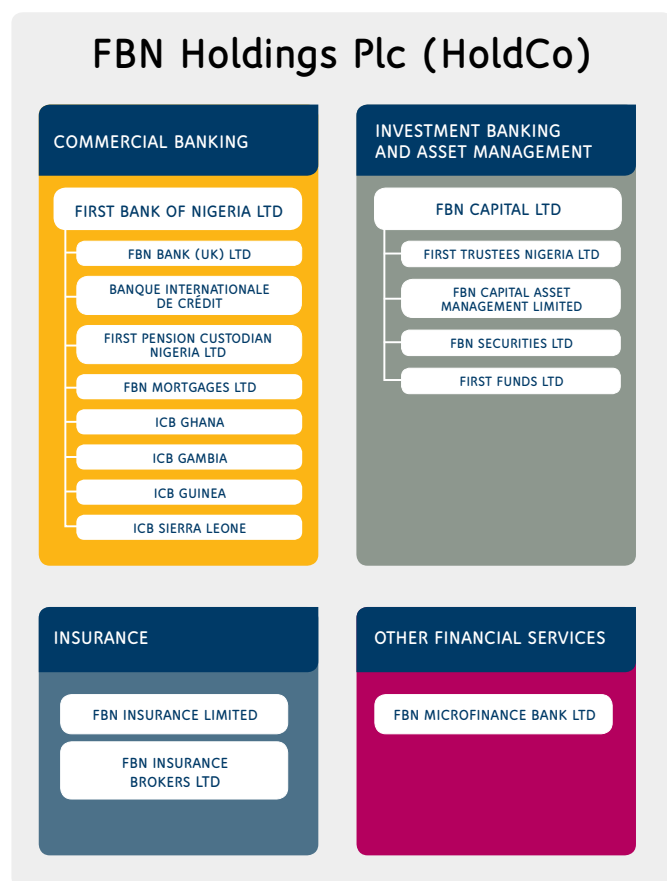 FBN Holdings Plc (HoldCo)
COMMERCIAL BANKING
FIRST BANK OF NIGERIA LTD
FBN BANK (UK) LTD
BANQUE INTERNATIONALE
DE CRÉDIT
FIRST PENSION CUSTODIAN
NIGERIA LTD
FBN MORTGAGES LTD
ICB GHANA
ICB GAMBIA
ICB GUINEA
ICB SIERRA LEONE
INVESTMENT BANKING
AND ASSET MANAGEMENT
FBN CAPITAL LTD
FIRST TRUSTEES NIGERIA LTD
FBN CAPITAL ASSET
MANAGEMENT LIMITED
FBN SECURITIES LTD
FIRST FUNDS LTD
INSURANCE
FBN INSURANCE LIMITED
FBN INSURANCE
BROKERS LTD
OTHER FINANCIAL SERVICES
FBN MICROFINANCE BANK LTD